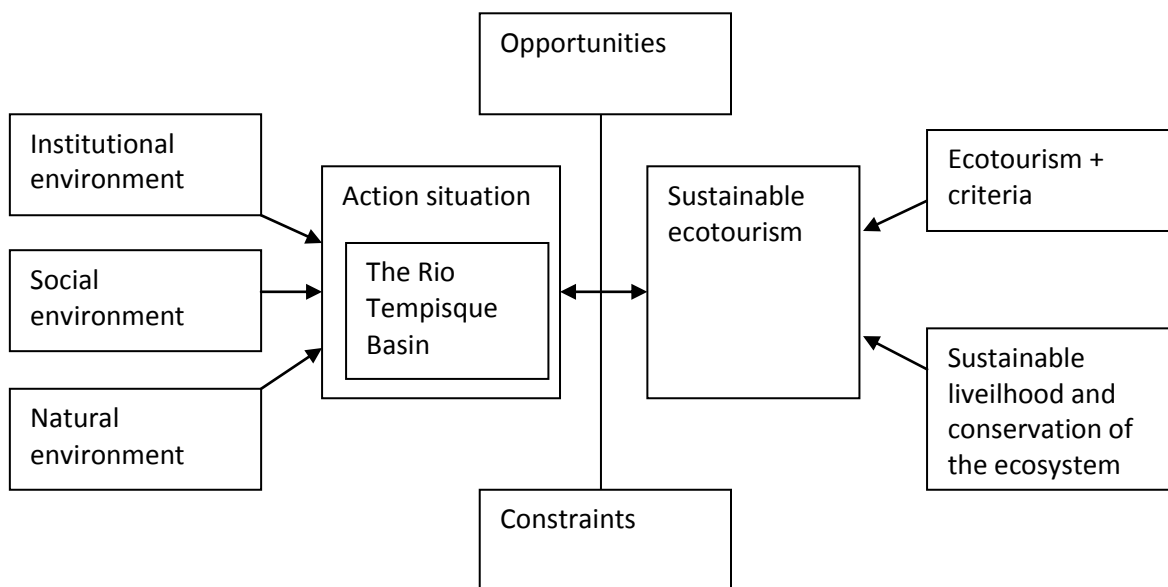 Opportunities
Institutional
environment
Social
environment
Natural
environment
Action situation
The Rio
Tempisque
Basin
Sustainable
ecotourism
Ecotourism +
criteria
Sustainable
liveilhood and
conservation of
the ecosystem
Constraints